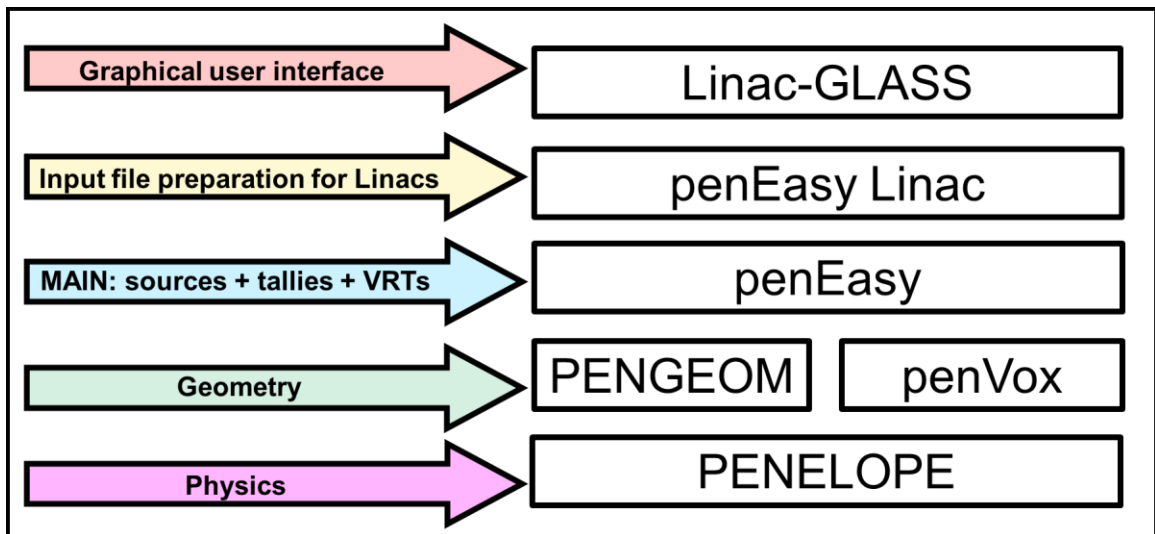 Graphical user interface
Linac-GLASS
Input file preparation for Linacs
penEasy Linac
MAIN: sources + tallies + VRTs
penEasy
Geometry
PENGEOM
penVox
Physics
PENELOPE